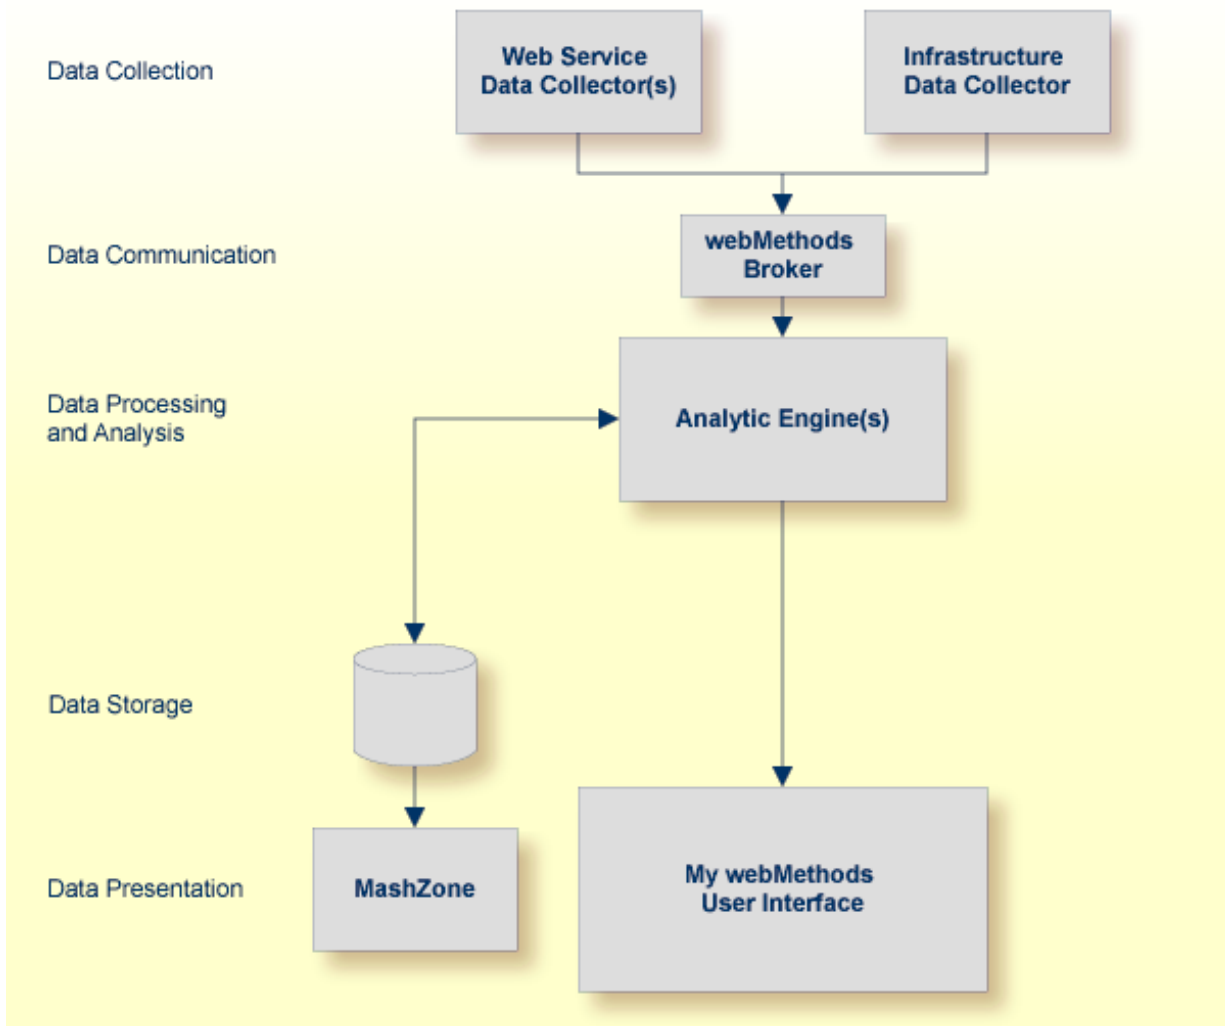 Data Collection
Web Service
Data Collector(s)
Infrastructure
Data Collector
Data Communication
webMethods
Broker
Data Processing
and Analysis
Analytic Engine(s)
Data Storage
Data Presentation
MashZone
My webMethods
User Interface